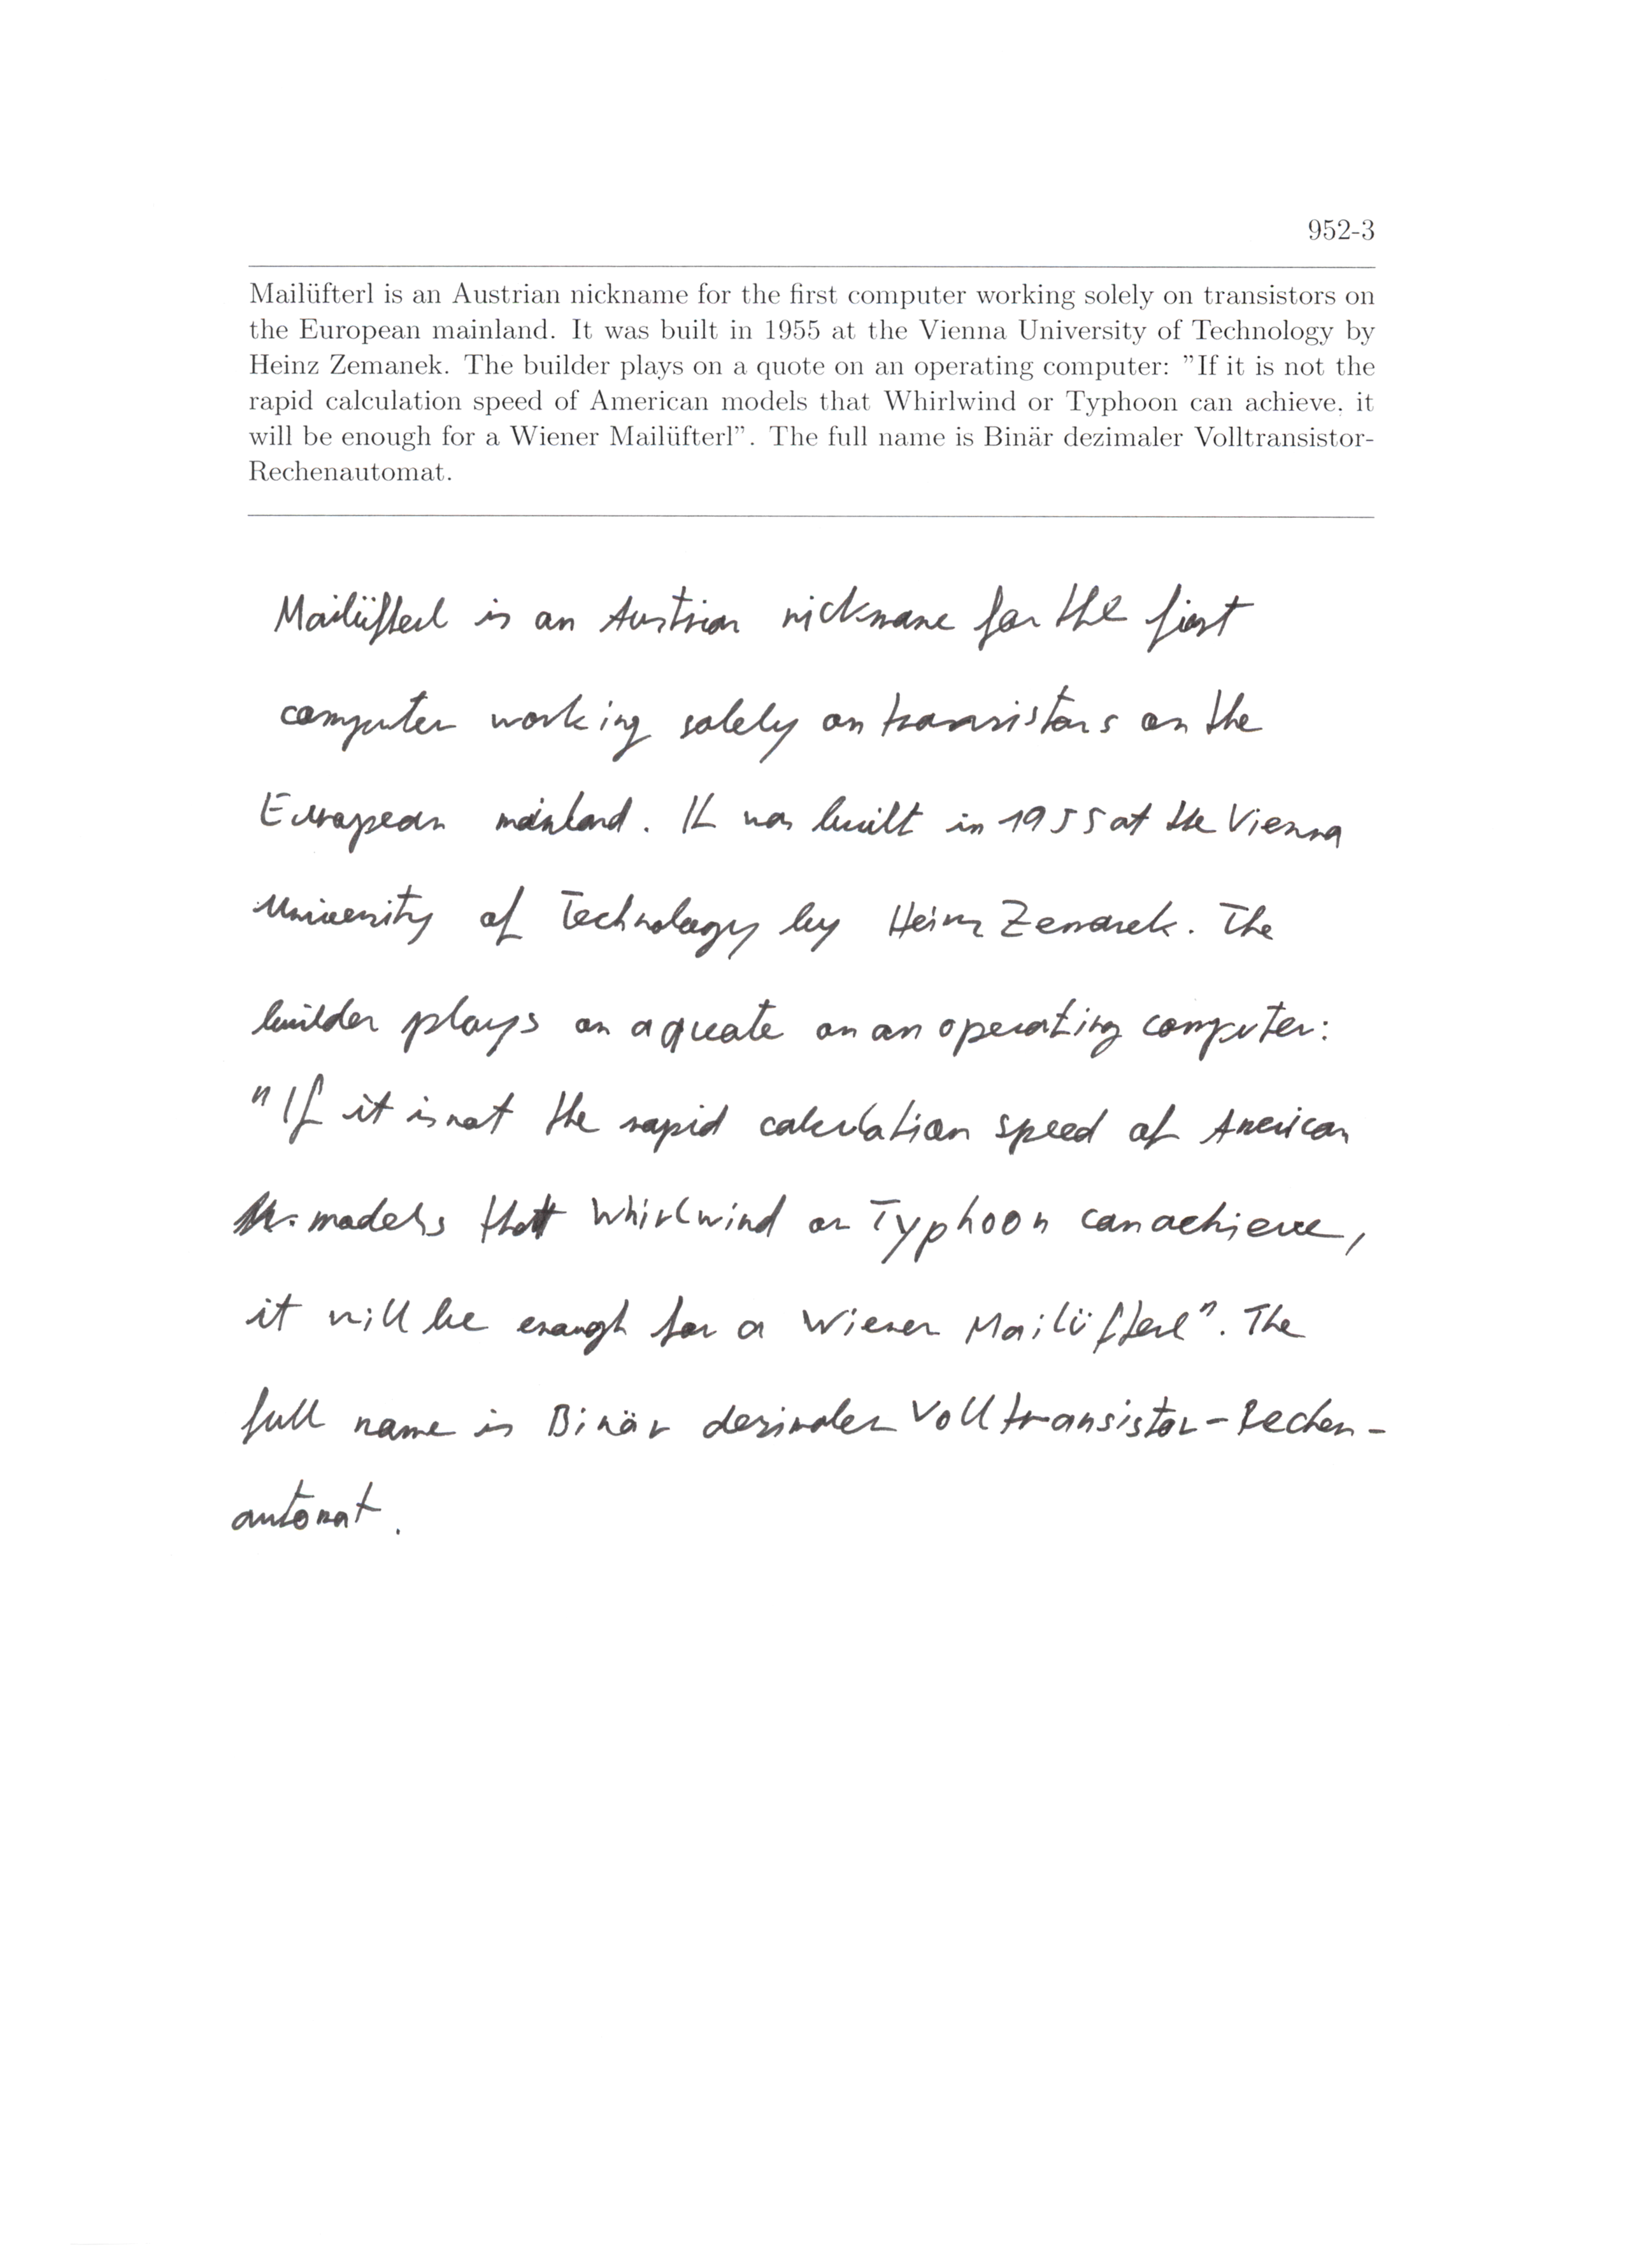 952-3
Mailüfterl is an Austrian nickname for the first computer working solely on transistors on
the European mainland. It was built in 1955 at the Vienna University of Technology by
Heinz Zemanek. The builder plays on a quote on an operating computer: "If it is not the
rapid calculation speed of American models that Whirlwind or Typhoon can achieve, it
will be enough for a Wiener Mailüfterl". The full name is Binär dezimaler Volltransistor-
Rechenautomat.
Mailüfterl is an Austrian nickname for the first
computer working solely on transistors on the
European mainland. It was built in 1955 at the Vienna
University of Technology by Heinz Zemanek. The
builder plays on a quote on an operating computer:
"If it is not the rapid calculation speed of American
models that Whirlwind or Typhoon can achieve,
it will be enough for a Wiener Mailüfterl". The
full name is Binär dezimaler Volltransistor-Rechen-
automat.